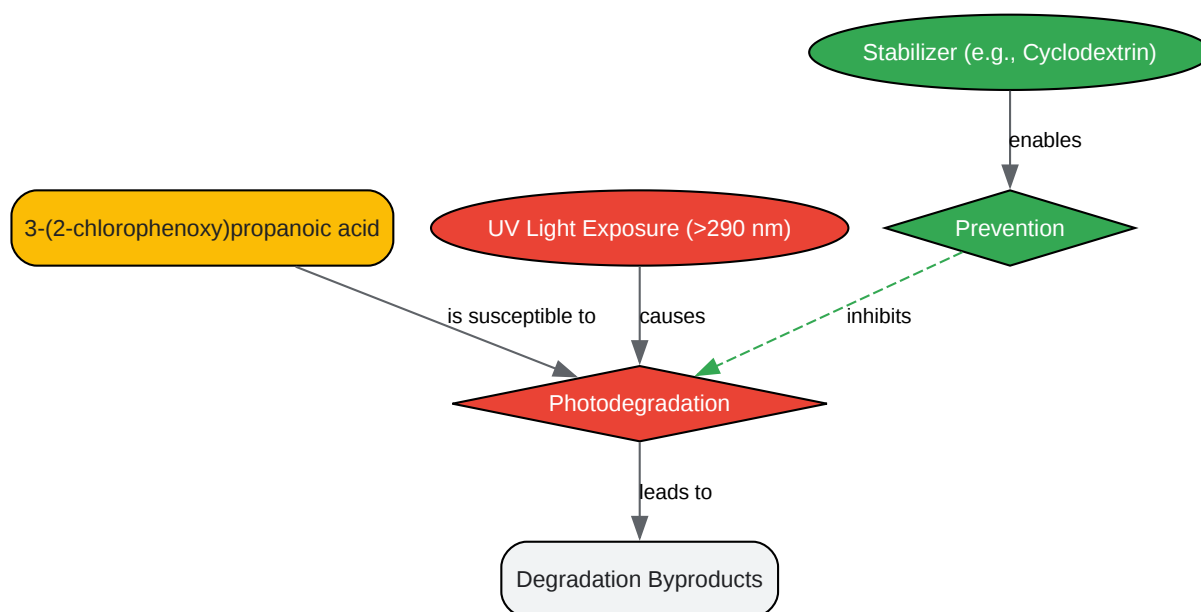 Stabilizer (e.g., Cyclodextrin)
enables
3-(2-chlorophenoxy)propanoic acid
UV Light Exposure (>290 nm)
Prevention
is susceptible to
causes
inhibits
Photodegradation
leads to
Degradation Byproducts